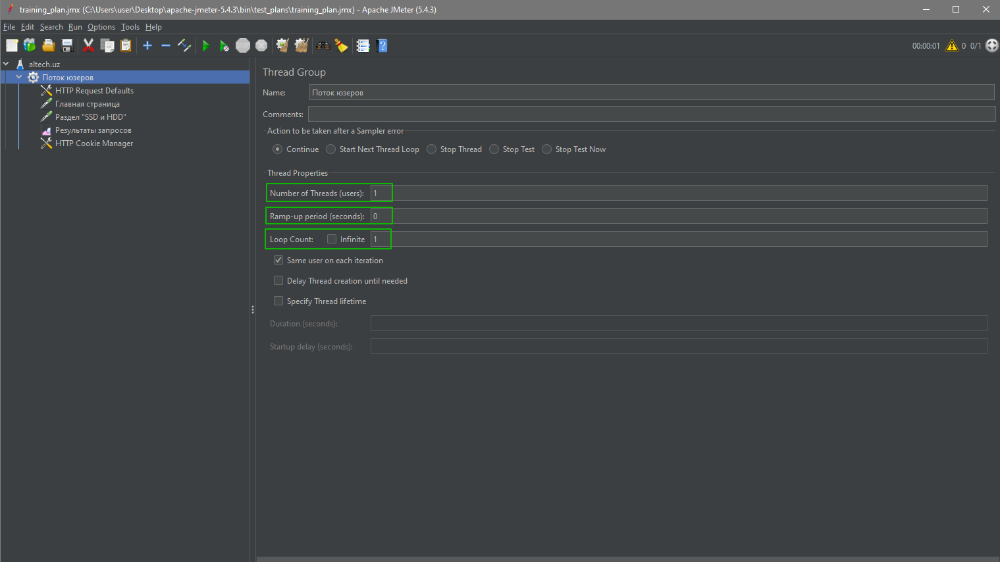 training_plan.jmx (C:\Users\user\Desktop\apache-jmeter-5.4.3\bin\test_plans\training_plan.jmx) - Apache JMeter (5.4.3)
File Edit Search Run Options Tools Help
STOP
00:00:01 0 0/1
altech.uz
Поток юзеров
HTTP Request Defaults
Главная страница
Раздел "SSD и HDD"
Результаты запросов
HTTP Cookie Manager
Thread Group
Name: Поток юзеров
Comments:
Action to be taken after a Sampler error
Continue Start Next Thread Loop Stop Thread Stop Test Stop Test Now
Thread Properties
Number of Threads (users): 1
Ramp-up period (seconds): 0
Loop Count: Infinite 1
Same user on each iteration
Delay Thread creation until needed
Specify Thread lifetime
Duration (seconds):
Startup delay (seconds):